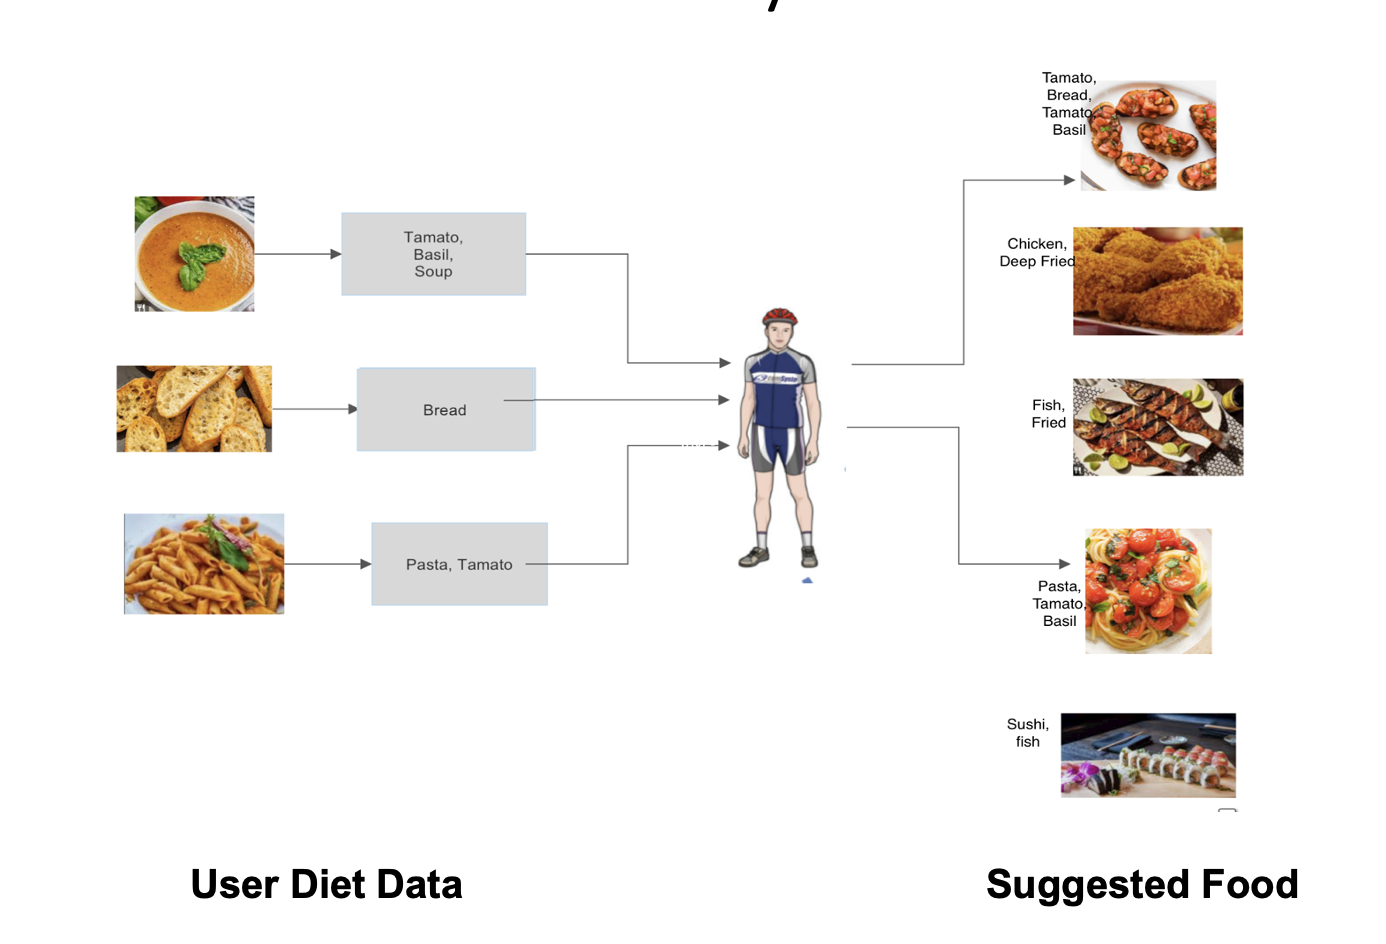 Tamato,
Basil,
Soup
Bread
Pasta, Tamato
Tamato,
Bread,
Tamato,
Basil
Chicken,
Deep Fried
Fish,
Fried
Pasta,
Tamato,
Basil
Sushi,
fish
User Diet Data
Suggested Food